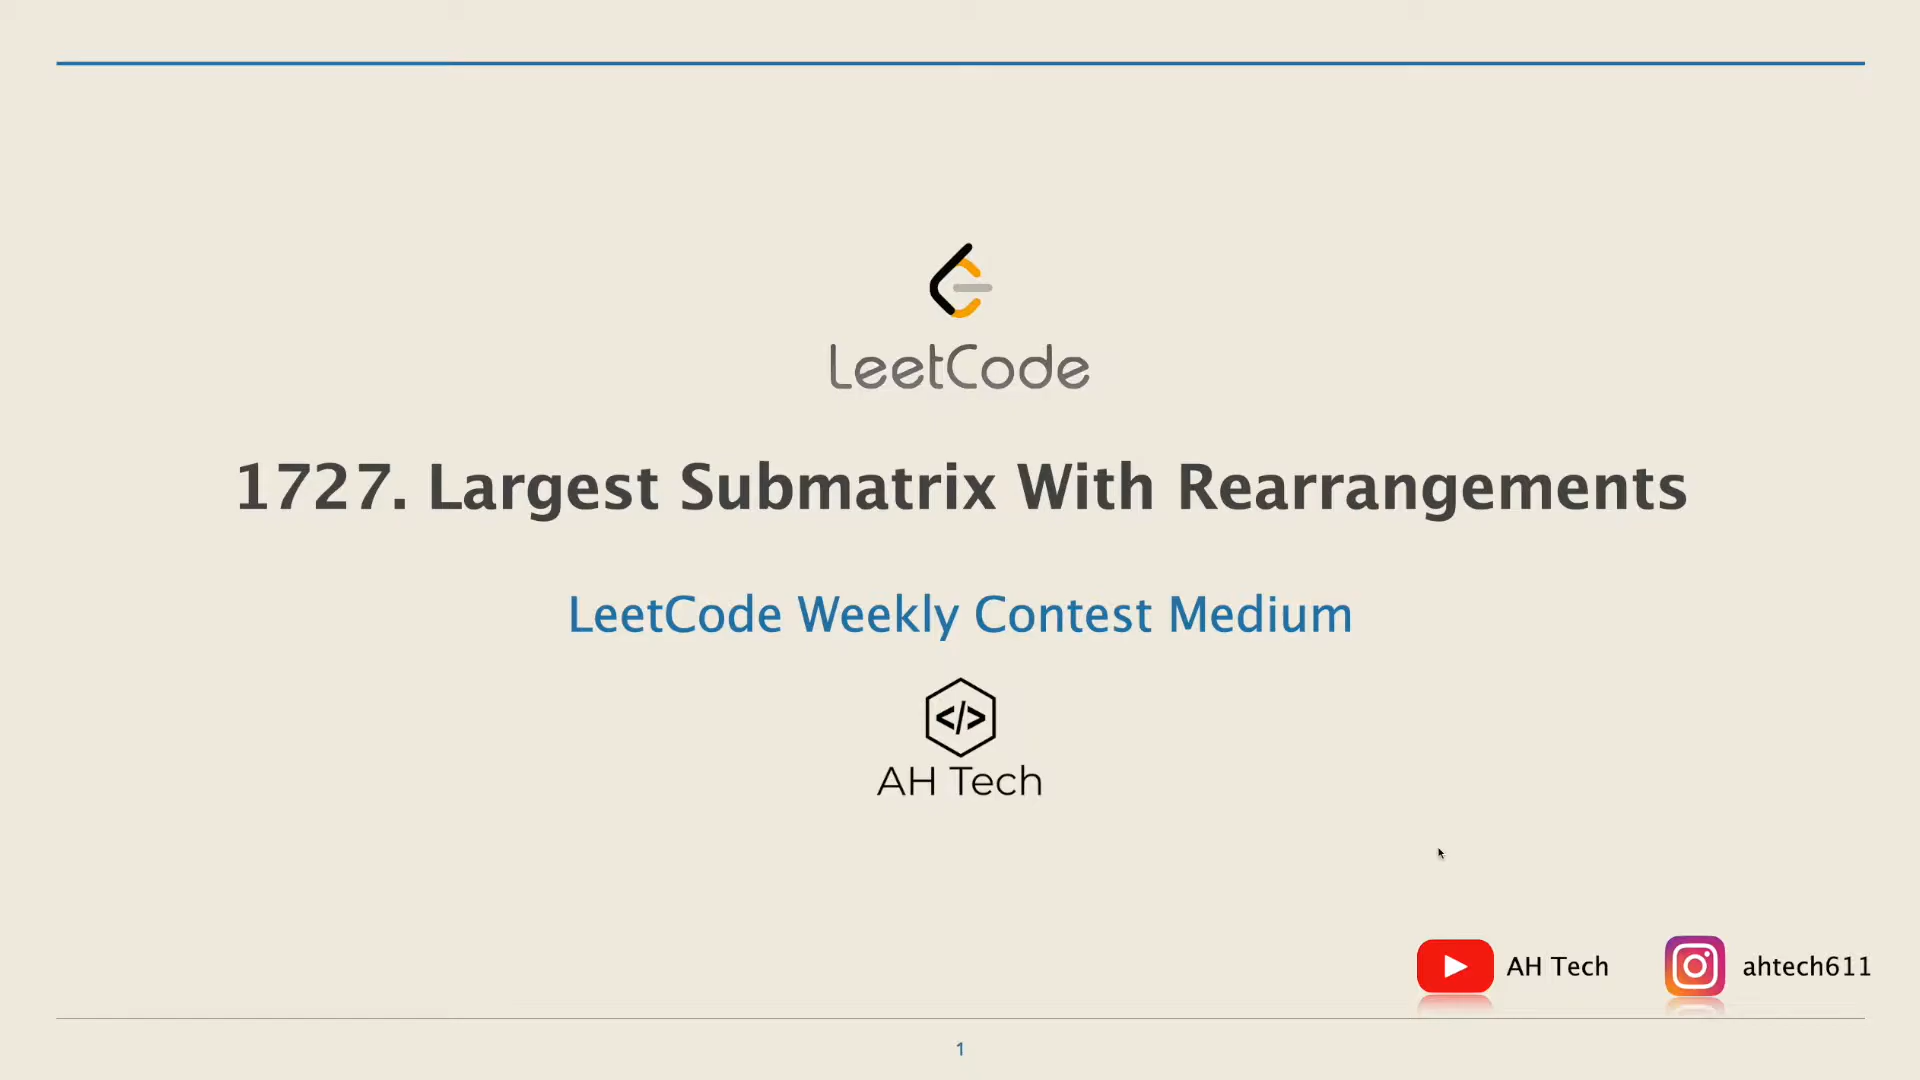 LeetCode
1727. Largest Submatrix With Rearrangements
LeetCode Weekly Contest Medium
</>
AH Tech
AH Tech
ahtech611
1